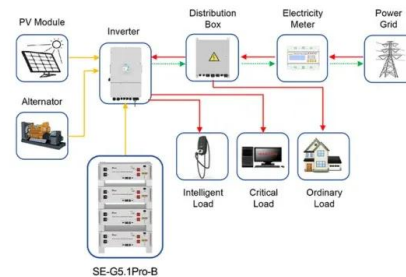 PV Module
Inverter
Distribution
Box
Electricity
Meter
Power
Grid
Alternator
Intelligent
Load
Critical
Load
Ordinary
Load
SE-G5.1Pro-B